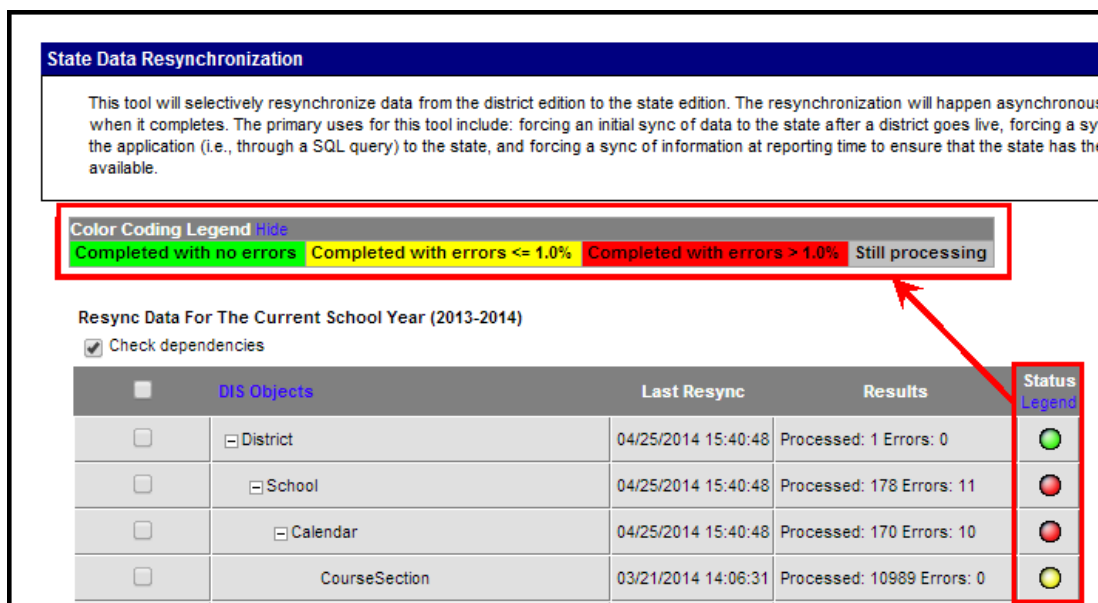 State Data Resynchronization
This tool will selectively resynchronize data from the district edition to the state edition. The resynchronization will happen
when it completes. The primary uses for this tool include: forcing an initial sync of data to the state after a district goes live, forcing a
the application (i.e., through a SQL query) to the state, and forcing a sync of information at reporting time to ensure that the state has
available.
Color Coding Legend Hide
Completed with no errors Completed with errors <= 1.0% Completed with errors > 1.0% Still processing
Resync Data For The Current School Year (2013-2014)
Check dependencies
DIS Objects Last Resync Results Status
Legend
District 04/25/2014 15:40:48 Processed: 1 Errors: 0
School 04/25/2014 15:40:48 Processed: 178 Errors: 11
Calendar 04/25/2014 15:40:48 Processed: 170 Errors: 10
CourseSection 03/21/2014 14:06:31 Processed: 10989 Errors: 0